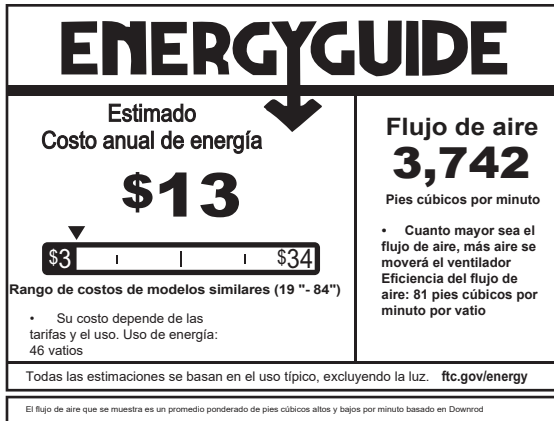 ENERGYGUIDE
Estimado
Costo anual de energía
$13
$3 $34
Rango de costos de modelos similares (19 "- 84")
• Su costo depende de las
tarifas y el uso. Uso de energía:
46 vatios
Flujo de aire
3,742
Pies cúbicos por minuto
• Cuanto mayor sea el
flujo de aire, más aire se
moverá el ventilador
Eficiencia del flujo de
aire: 81 pies cúbicos por
minuto por vatio
Todas las estimaciones se basan en el uso típico, excluyendo la luz. ftc.gov/energy
El flujo de aire que se muestra es un promedio ponderado de pies cúbicos altos y bajos por minuto basado en Downrod